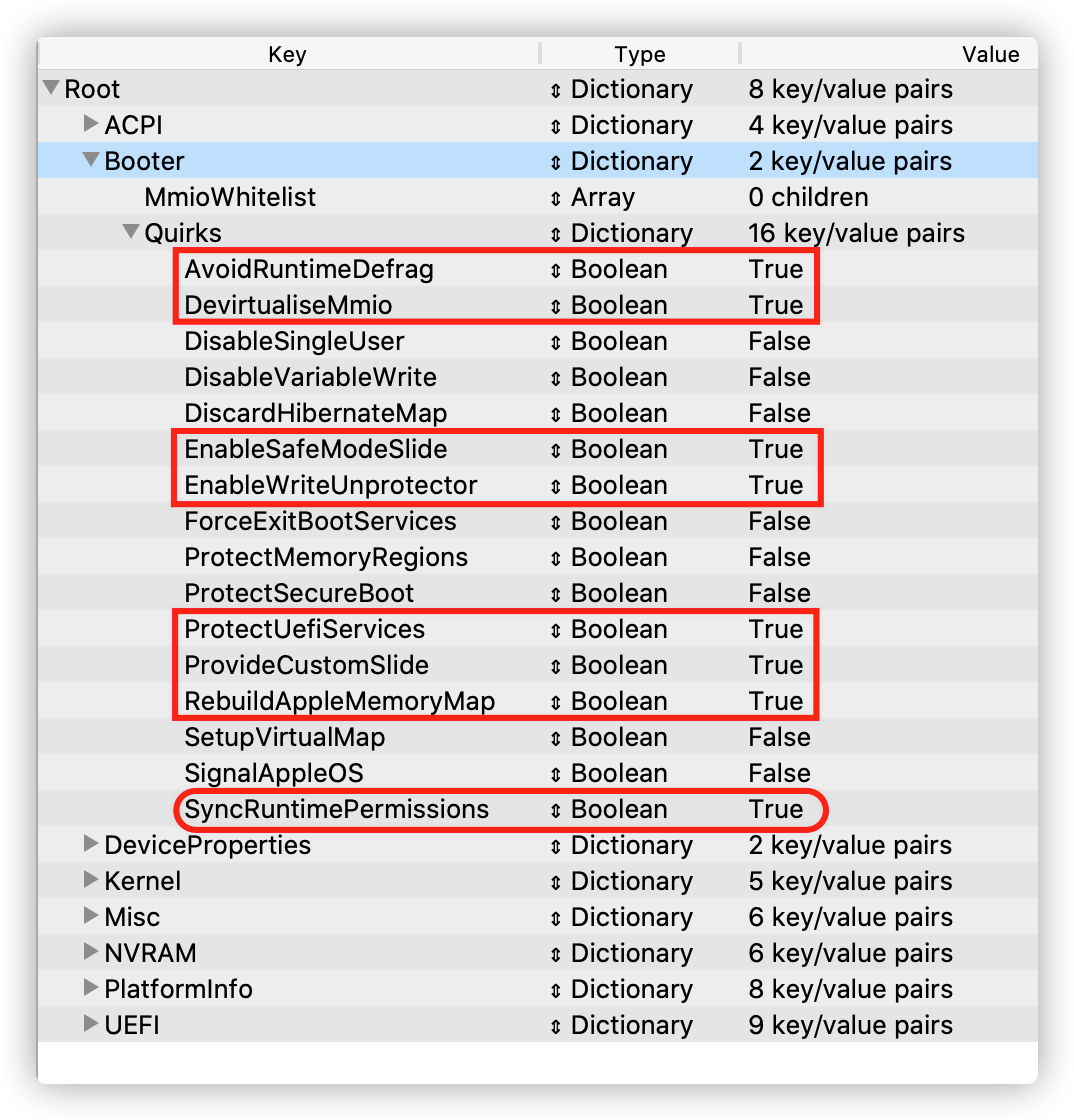 Key Type Value
Root Dictionary 8 key/value pairs
ACPI Dictionary 4 key/value pairs
Booter Dictionary 2 key/value pairs
MmioWhitelist Array 0 children
Quirks Dictionary 16 key/value pairs
AvoidRuntimeDefrag Boolean True
DevirtualiseMmio Boolean True
DisableSingleUser Boolean False
DisableVariableWrite Boolean False
DiscardHibernateMap Boolean False
EnableSafeModeSlide Boolean True
EnableWriteUnprotector Boolean True
ForceExitBootServices Boolean False
ProtectMemoryRegions Boolean False
ProtectSecureBoot Boolean False
ProtectUefiServices Boolean True
ProvideCustomSlide Boolean True
RebuildAppleMemoryMap Boolean True
SetupVirtualMap Boolean False
SignalAppleOS Boolean False
SyncRuntimePermissions Boolean True
DeviceProperties Dictionary 2 key/value pairs
Kernel Dictionary 5 key/value pairs
Misc Dictionary 6 key/value pairs
NVRAM Dictionary 6 key/value pairs
PlatformInfo Dictionary 8 key/value pairs
UEFI Dictionary 9 key/value pairs